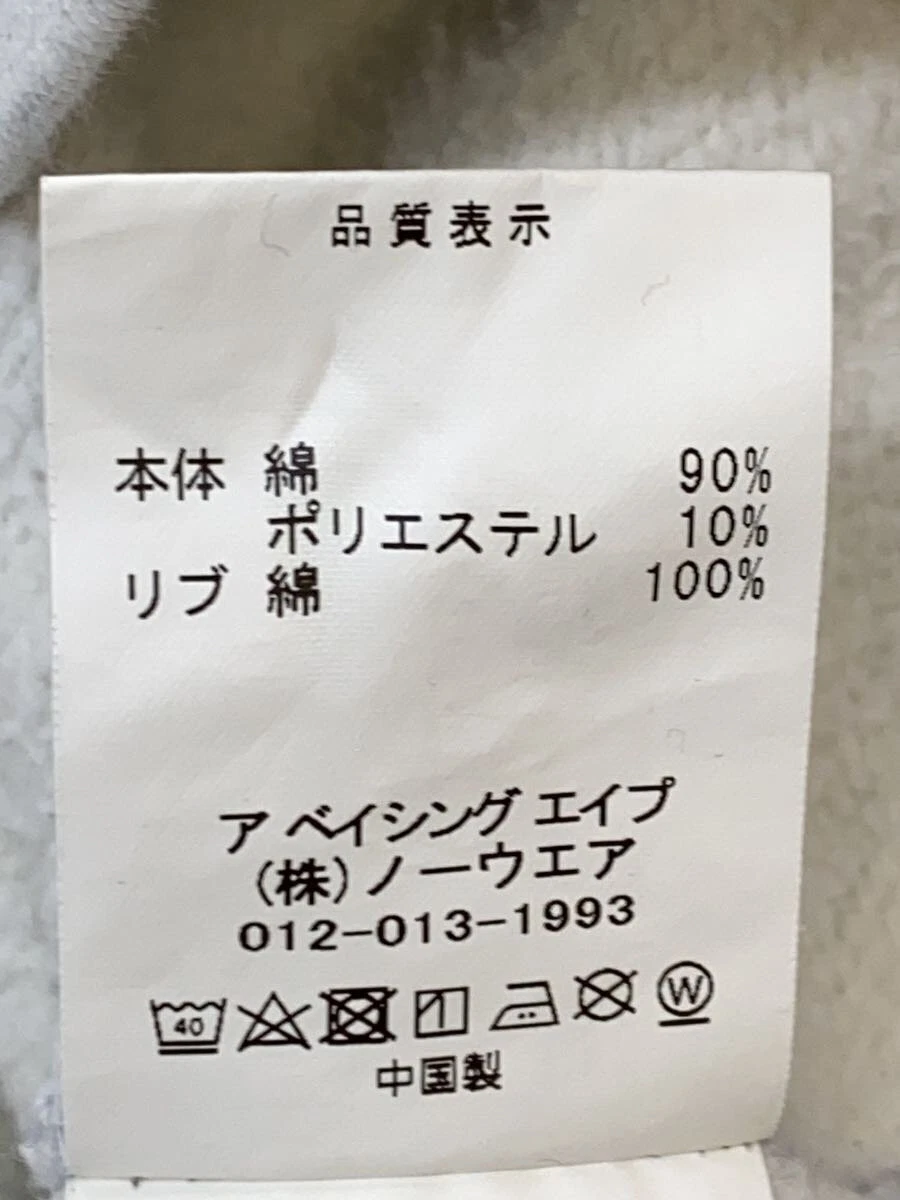 品質表示
本体 綿 90%
ポリエステル 10%
リブ 綿 100%
ア ベイシング エイプ
(株)ノーウエア
012-013-1993
40 W
中国製